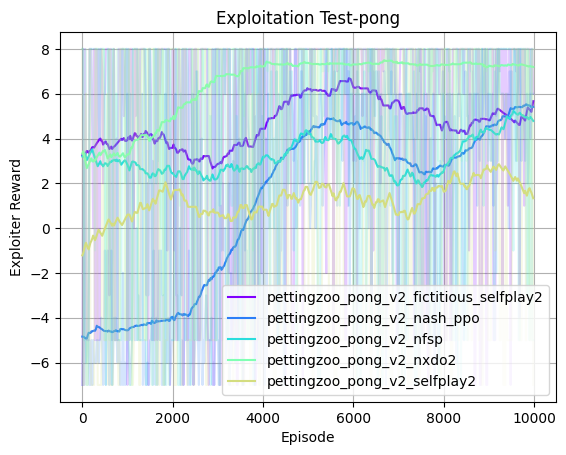 Exploitation Test-pong
Exploiter Reward
8
6
4
2
0
−2
−4
−6
pettingzoo_pong_v2_fictitious_selfplay2
pettingzoo_pong_v2_nash_ppo
pettingzoo_pong_v2_nfsp
pettingzoo_pong_v2_nxdo2
pettingzoo_pong_v2_selfplay2
0 2000 4000 6000 8000 10000
Episode